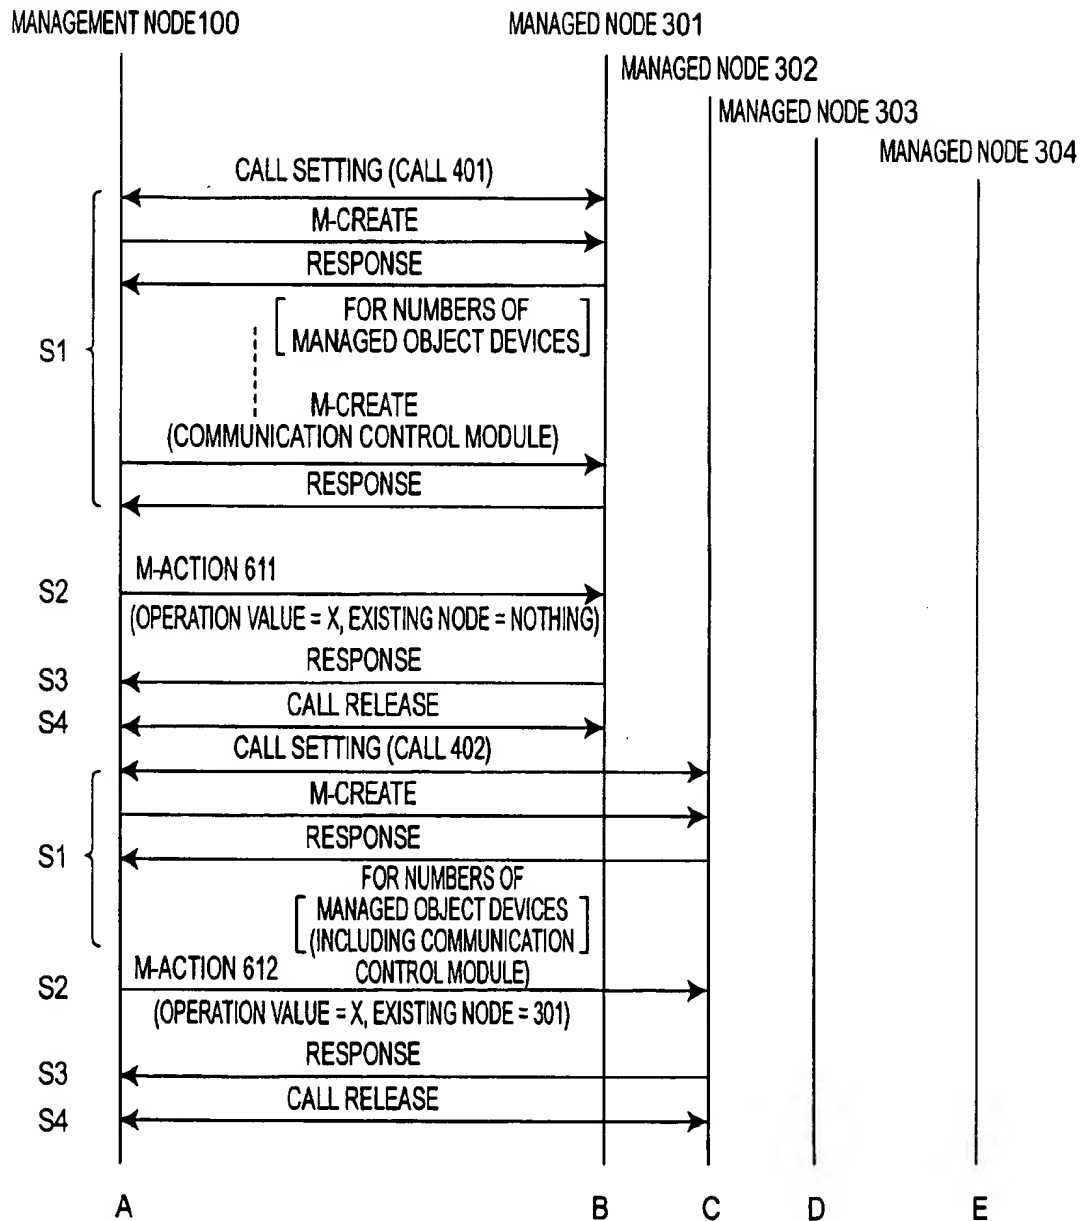 MANAGEMENT NODE 100
MANAGED NODE 301
MANAGED NODE 302
MANAGED NODE 303
MANAGED NODE 304
CALL SETTING (CALL 401)
M-CREATE
RESPONSE
S1
[FOR NUMBERS OF
MANAGED OBJECT DEVICES]
M-CREATE
(COMMUNICATION CONTROL MODULE)
RESPONSE
M-ACTION 611
S2
(OPERATION VALUE = X, EXISTING NODE = NOTHING)
RESPONSE
S3
CALL RELEASE
S4
CALL SETTING (CALL 402)
M-CREATE
RESPONSE
S1
FOR NUMBERS OF
[MANAGED OBJECT DEVICES
(INCLUDING COMMUNICATION]
CONTROL MODULE)
M-ACTION 612
S2
(OPERATION VALUE = X, EXISTING NODE = 301)
RESPONSE
S3
CALL RELEASE
S4
A B C D E